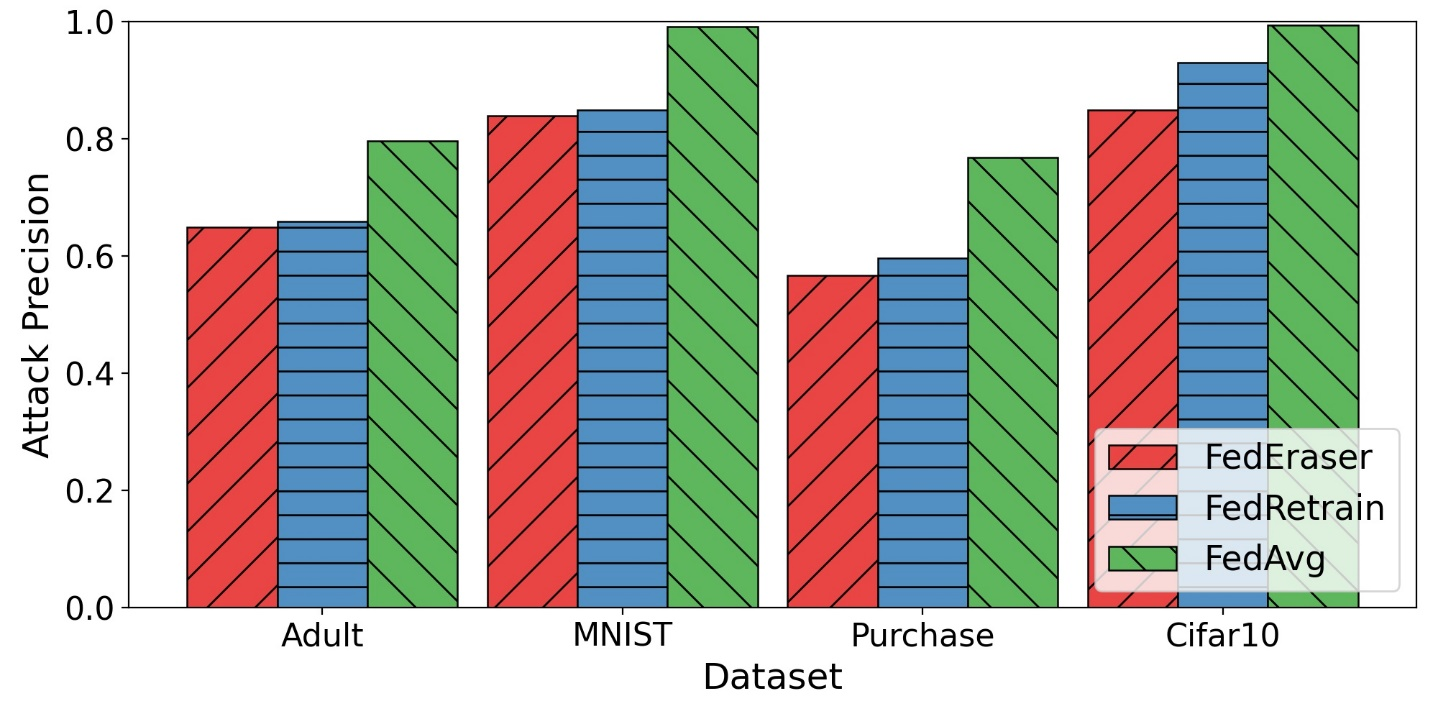 1.0
0.8
0.6
0.4
0.2
0.0
Attack Precision
Adult MNIST Purchase Cifar10
Dataset
FedEraser
FedRetrain
FedAvg